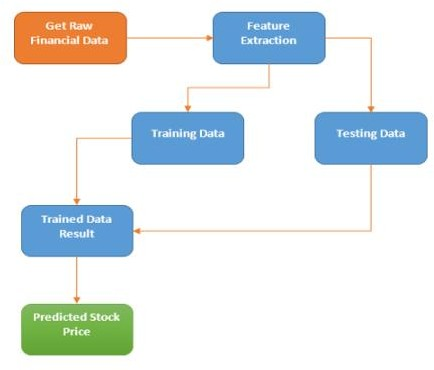 Get Raw
Financial Data
Feature
Extraction
Training Data
Testing Data
Trained Data
Result
Predicted Stock
Price